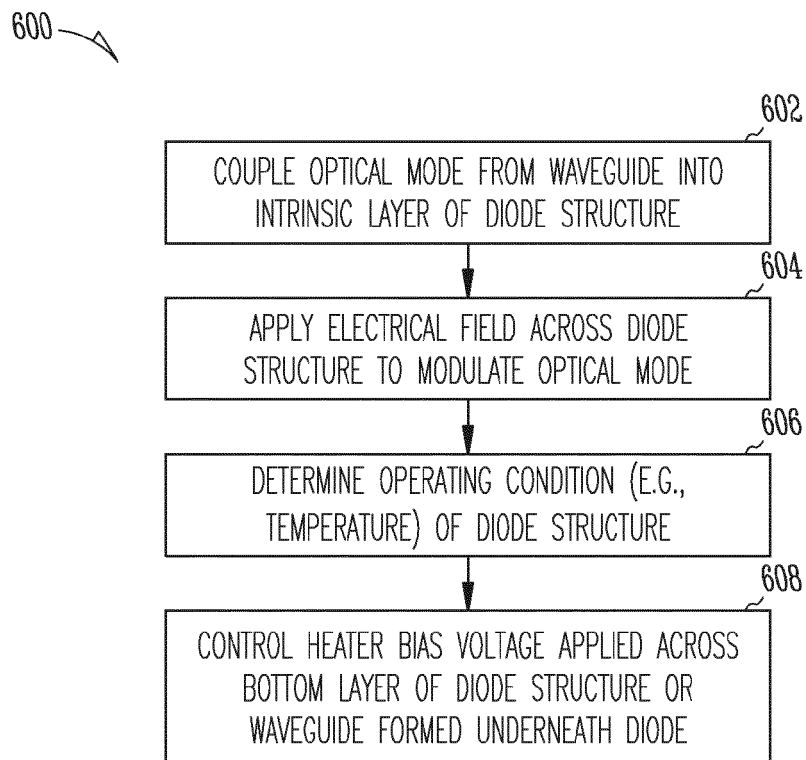 600
602
COUPLE OPTICAL MODE FROM WAVEGUIDE INTO
INTRINSIC LAYER OF DIODE STRUCTURE
604
APPLY ELECTRICAL FIELD ACROSS DIODE
STRUCTURE TO MODULATE OPTICAL MODE
606
DETERMINE OPERATING CONDITION (E.G.,
TEMPERATURE) OF DIODE STRUCTURE
608
CONTROL HEATER BIAS VOLTAGE APPLIED ACROSS
BOTTOM LAYER OF DIODE STRUCTURE OR
WAVEGUIDE FORMED UNDERNEATH DIODE